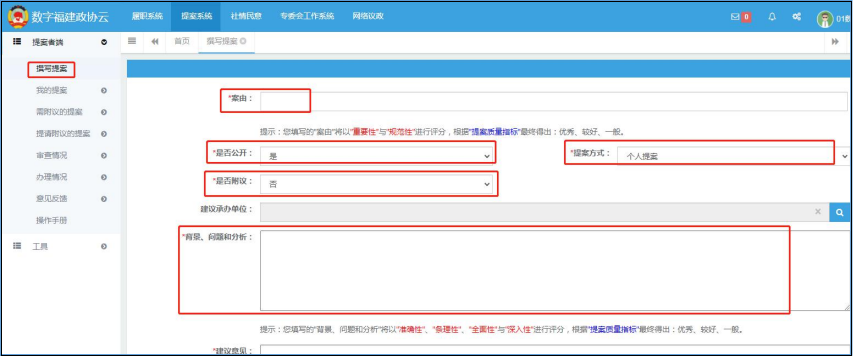 数字福建政协云 履职系统 提案系统 社情民意 专委会工作系统 网络议政 0
提案者端 首页 撰写提案
撰写提案
我的提案
需附议的提案
提请附议的提案
审查情况
办理情况
意见反馈
操作手册
工具
*案由：
提示：您填写的"案由"将以"重要性"与"规范性"进行评分，根据"提案质量指标"最终得出：优秀、较好、一般。
*是否公开： 是 *提案方式： 个人提案
*是否附议： 否
建议承办单位：
*背景、问题和分析：
提示：您填写的"背景、问题和分析"将以"准确性"、"条理性"、"全面性"与"深入性"进行评分，根据"提案质量指标"最终得出：优秀、较好、一般。
*建议意见：